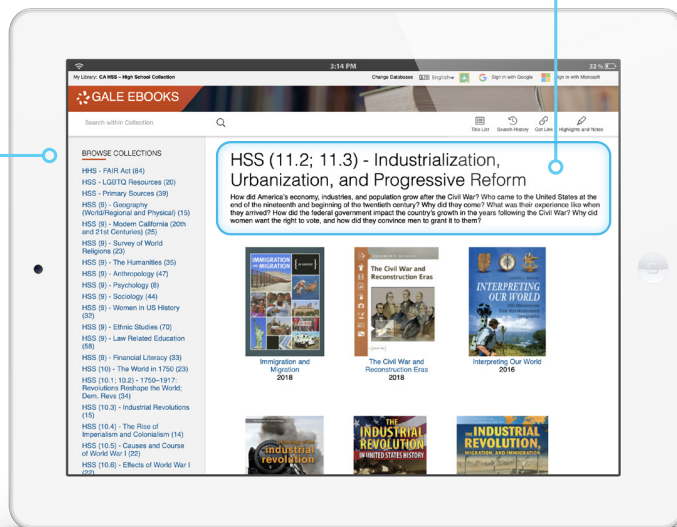 3:14 PM
32 %
My Library: CA HSS – High School Collection
Change Databases
English
Sign in with Google
Sign in with Microsoft
GALE EBOOKS
Search within Collection
Title List
Search History
Get Link
Highlights and Notes
BROWSE COLLECTIONS
HHS - FAIR Act (84)
HSS - LGBTQ Resources (20)
HSS - Primary Sources (39)
HSS (9) - Geography
(World/Regional and Physical) (15)
HSS (9) - Modern California (20th
and 21st Centuries) (25)
HSS (9) - Survey of World
Religions (23)
HSS (9) - The Humanities (35)
HSS (9) - Anthropology (47)
HSS (9) - Psychology (8)
HSS (9) - Sociology (44)
HSS (9) - Women in US History
(32)
HSS (9) - Ethnic Studies (70)
HSS (9) - Law Related Education
(58)
HSS (9) - Financial Literacy (33)
HSS (10) - The World in 1750 (23)
HSS (10.1; 10.2) - 1750–1917:
Revolutions Reshape the World;
Dem. Revs (34)
HSS (10.3) - Industrial Revolutions
(15)
HSS (10.4) - The Rise of
Imperialism and Colonialism (14)
HSS (10.5) - Causes and Course
of World War I (22)
HSS (10.6) - Effects of World War I
(22)
HSS (11.2; 11.3) - Industrialization,
Urbanization, and Progressive Reform
How did America's economy, industries, and population grow after the Civil War? Who came to the United States at the
end of the nineteenth and beginning of the twentieth century? Why did they come? What was their experience like when
they arrived? How did the federal government impact the country's growth in the years following the Civil War? Why did
women want the right to vote, and how did they convince men to grant it to them?
IMMIGRATION
MIGRATION
Immigration and
Migration
2018
The Civil War and
Reconstruction Eras
The Civil War and
Reconstruction Eras
2018
INTERPRETING
OUR WORLD
Interpreting Our World
2016
industrial
revolution
THE
INDUSTRIAL
REVOLUTION
IN UNITED STATES HISTORY
THE INDUSTRIAL
REVOLUTION,
MIGRATION, AND IMMIGRATION